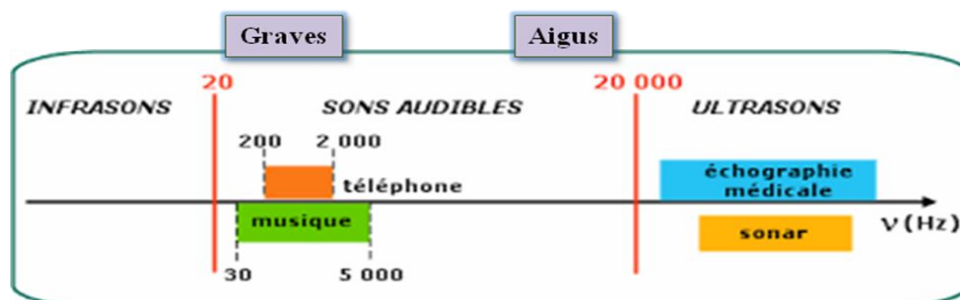 Graves Aigus
20 20 000
INFRASONS SONS AUDIBLES ULTRASONS
200 2 000
échographie
médicale
téléphone
musique sonar ν (Hz)
30 5 000